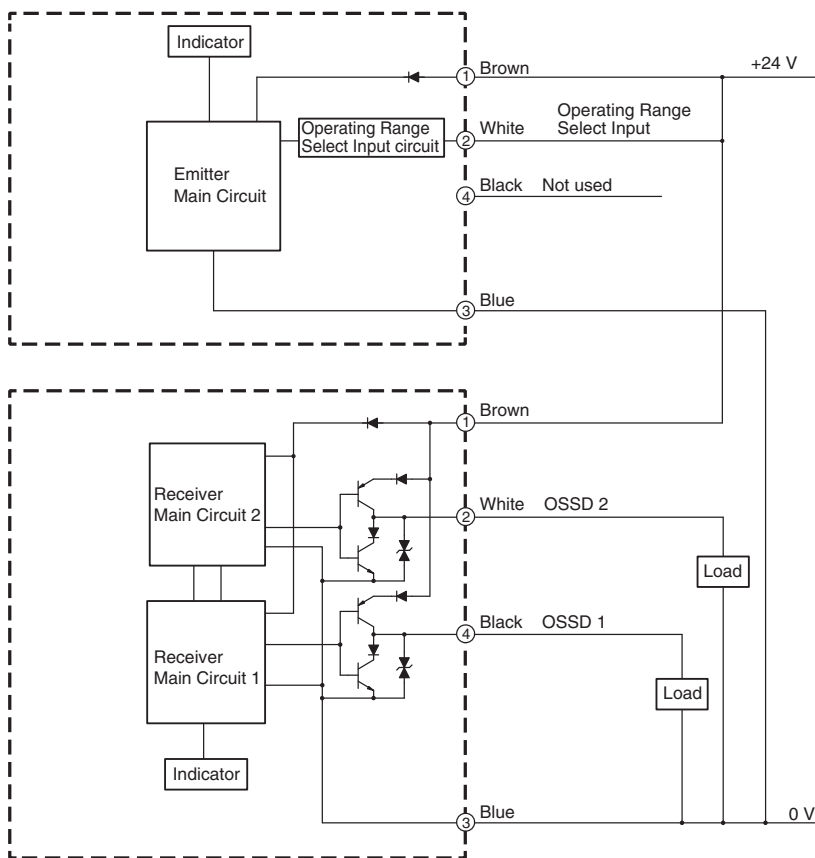 Indicator
① Brown
+24 V
Operating Range
Select Input circuit
② White
Operating Range
Select Input
Emitter
Main Circuit
④ Black Not used
③ Blue
① Brown
Receiver
Main Circuit 2
② White OSSD 2
Load
④ Black OSSD 1
Receiver
Main Circuit 1
Load
Indicator
③ Blue
0 V